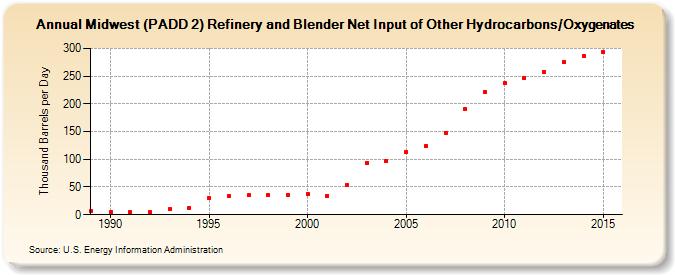 Annual Midwest (PADD 2) Refinery and Blender Net Input of Other Hydrocarbons/Oxygenates
Thousand Barrels per Day
300
250
200
150
100
50
0
1990 1995 2000 2005 2010 2015
Source: U.S. Energy Information Administration